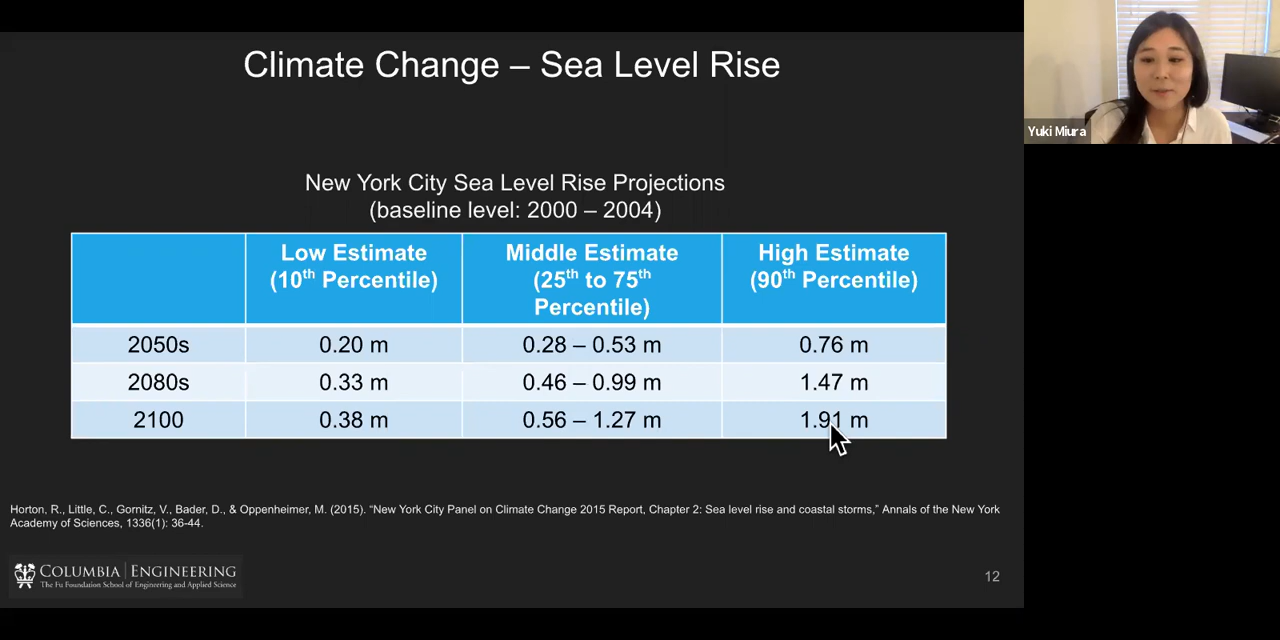 Climate Change – Sea Level Rise
Yuki Miura
New York City Sea Level Rise Projections
(baseline level: 2000 – 2004)
Low Estimate
(10th Percentile)
Middle Estimate
(25th to 75th
Percentile)
High Estimate
(90th Percentile)
2050s 0.20 m 0.28 – 0.53 m 0.76 m
2080s 0.33 m 0.46 – 0.99 m 1.47 m
2100 0.38 m 0.56 – 1.27 m 1.91 m
Horton, R., Little, C., Gornitz, V., Bader, D., & Oppenheimer, M. (2015). “New York City Panel on Climate Change 2015 Report, Chapter 2: Sea level rise and coastal storms,” Annals of the New York
Academy of Sciences, 1336(1): 36-44.
COLUMBIA | ENGINEERING
The Fu Foundation School of Engineering and Applied Science
12